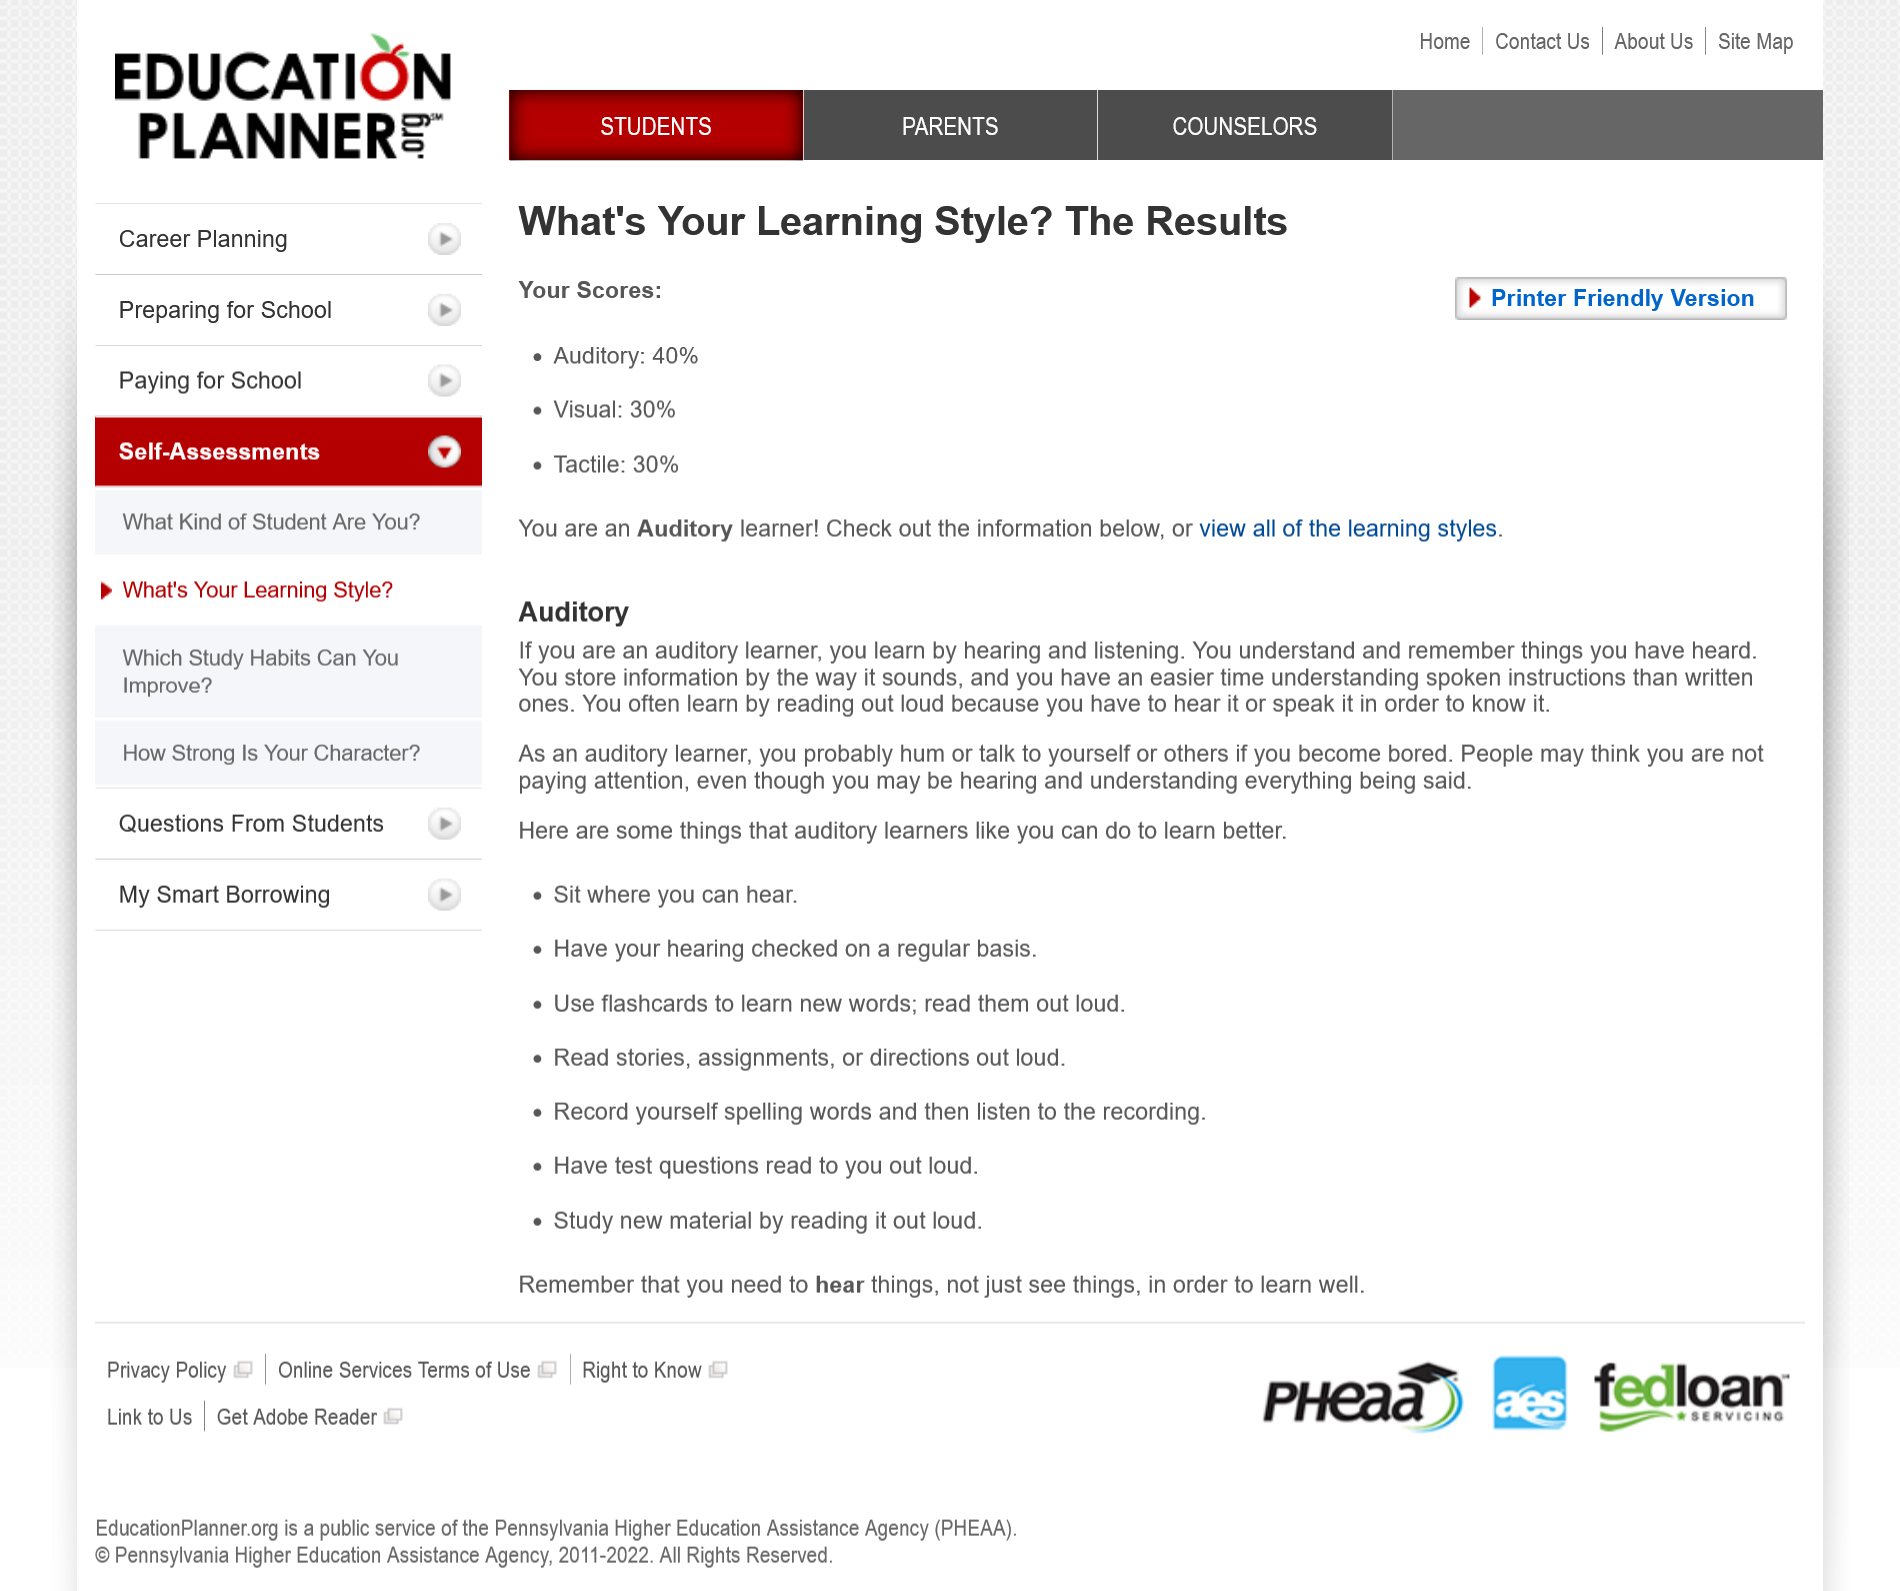 EDUCATION
PLANNER.org℠
Home
Contact Us
About Us
Site Map
STUDENTS
PARENTS
COUNSELORS
Career Planning
Preparing for School
Paying for School
Self-Assessments
What Kind of Student Are You?
What's Your Learning Style?
Which Study Habits Can You
Improve?
How Strong Is Your Character?
Questions From Students
My Smart Borrowing
What's Your Learning Style? The Results
Your Scores:
Printer Friendly Version
• Auditory: 40%
• Visual: 30%
• Tactile: 30%
You are an Auditory learner! Check out the information below, or view all of the learning styles.
Auditory
If you are an auditory learner, you learn by hearing and listening. You understand and remember things you have heard.
You store information by the way it sounds, and you have an easier time understanding spoken instructions than written
ones. You often learn by reading out loud because you have to hear it or speak it in order to know it.
As an auditory learner, you probably hum or talk to yourself or others if you become bored. People may think you are not
paying attention, even though you may be hearing and understanding everything being said.
Here are some things that auditory learners like you can do to learn better.
• Sit where you can hear.
• Have your hearing checked on a regular basis.
• Use flashcards to learn new words; read them out loud.
• Read stories, assignments, or directions out loud.
• Record yourself spelling words and then listen to the recording.
• Have test questions read to you out loud.
• Study new material by reading it out loud.
Remember that you need to hear things, not just see things, in order to learn well.
Privacy Policy
Online Services Terms of Use
Right to Know
Link to Us
Get Adobe Reader
PHEAA
aes
fedloan
SERVICING
EducationPlanner.org is a public service of the Pennsylvania Higher Education Assistance Agency (PHEAA).
© Pennsylvania Higher Education Assistance Agency, 2011-2022. All Rights Reserved.